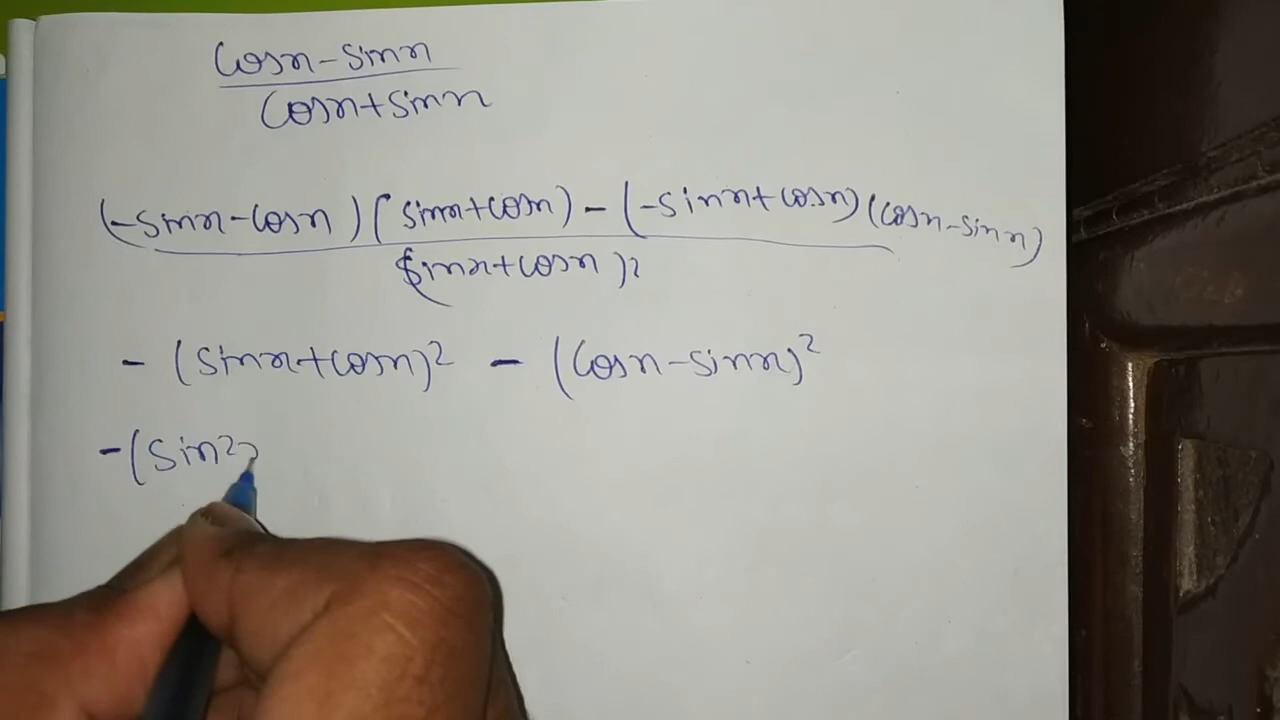 cosx - sinx
cosx + sinx
(-sinx - cosx) (sinx + cosx) - (-sinx + cosx) (cosx - sinx)
(sinx + cosx)2
- (sinx + cosx)² - (cosx - sinx)²
-(sin²x